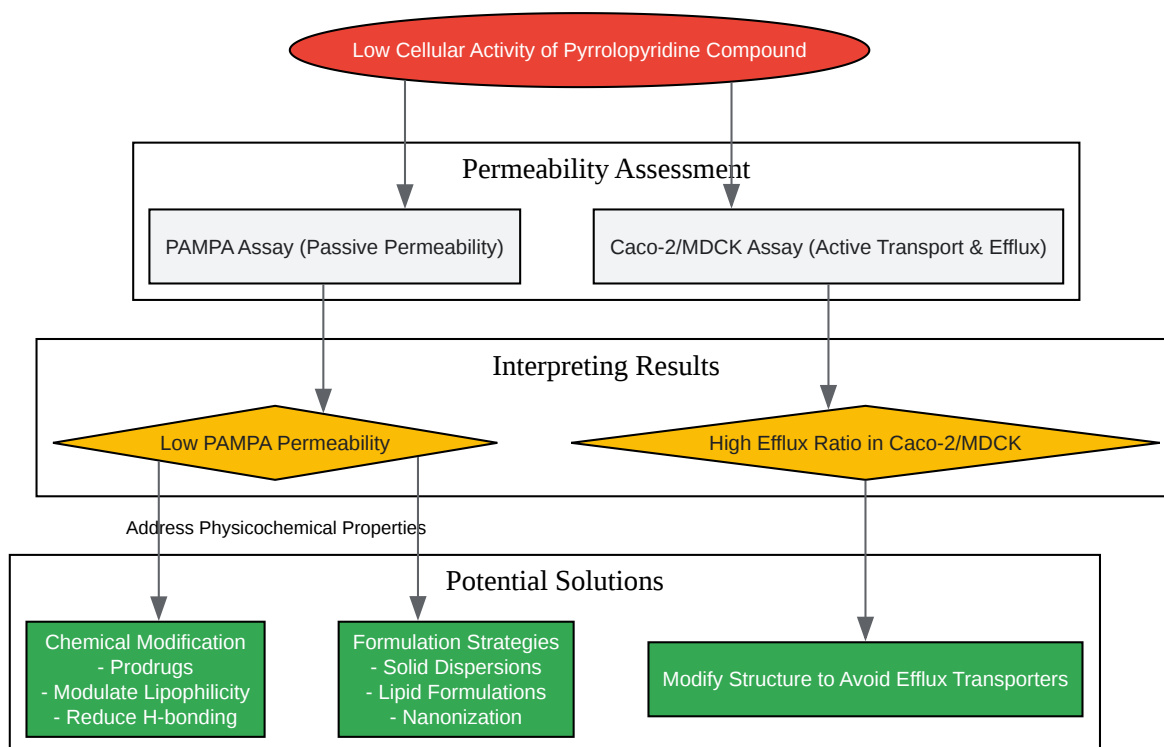 Low Cellular Activity of Pyrrolopyridine Compound
Permeability Assessment
PAMPA Assay (Passive Permeability)
Caco-2/MDCK Assay (Active Transport & Efflux)
Interpreting Results
Low PAMPA Permeability
High Efflux Ratio in Caco-2/MDCK
Address Physicochemical Properties
Potential Solutions
Chemical Modification
- Prodrugs
- Modulate Lipophilicity
- Reduce H-bonding
Formulation Strategies
- Solid Dispersions
- Lipid Formulations
- Nanonization
Modify Structure to Avoid Efflux Transporters